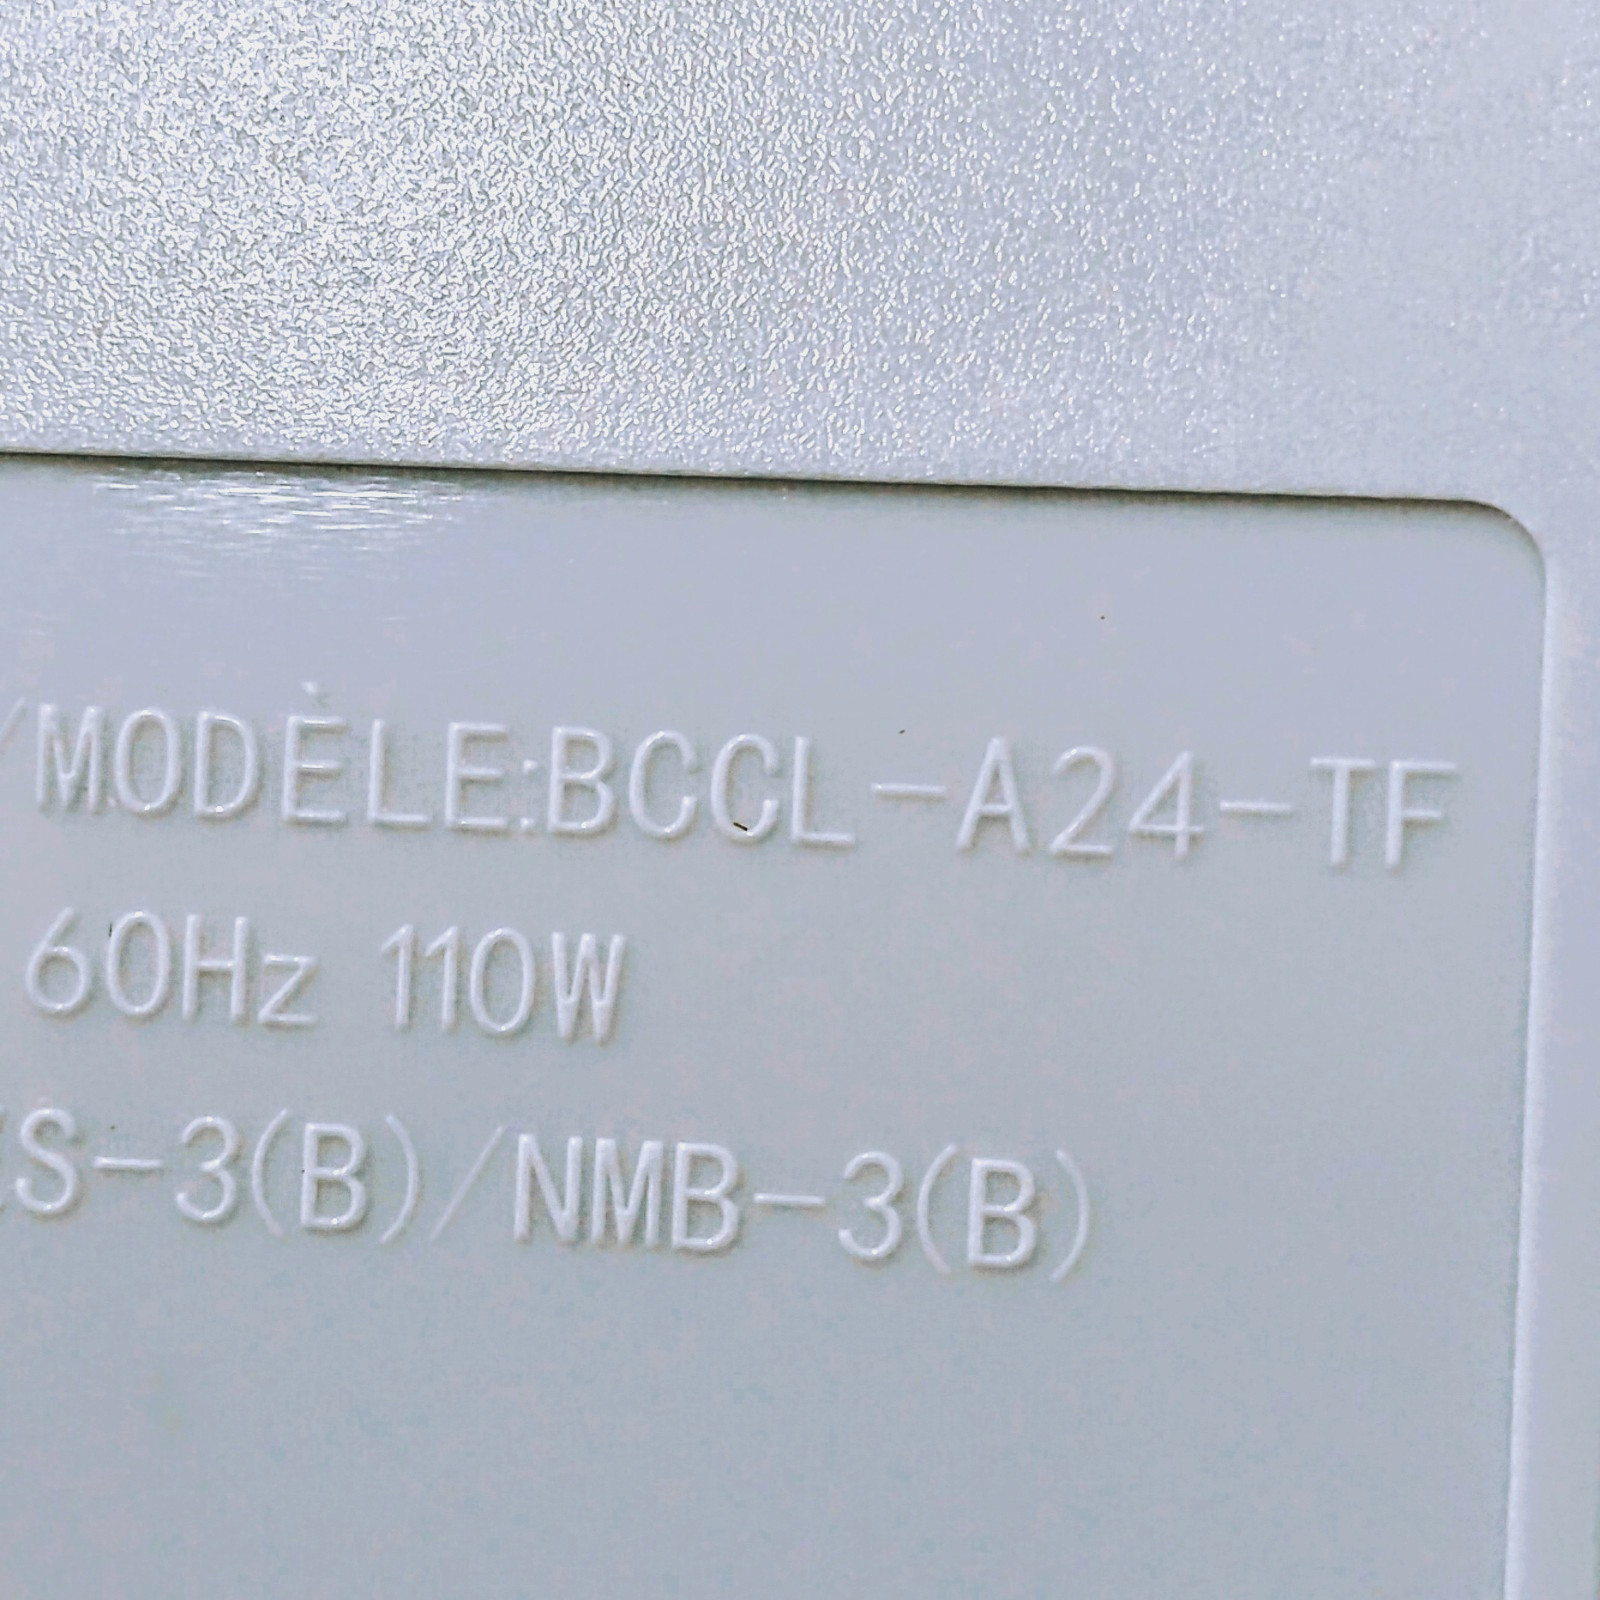 /MODÈLE:BCCL-A24-TF
60Hz 110W
S-3(B)/NMB-3(B)